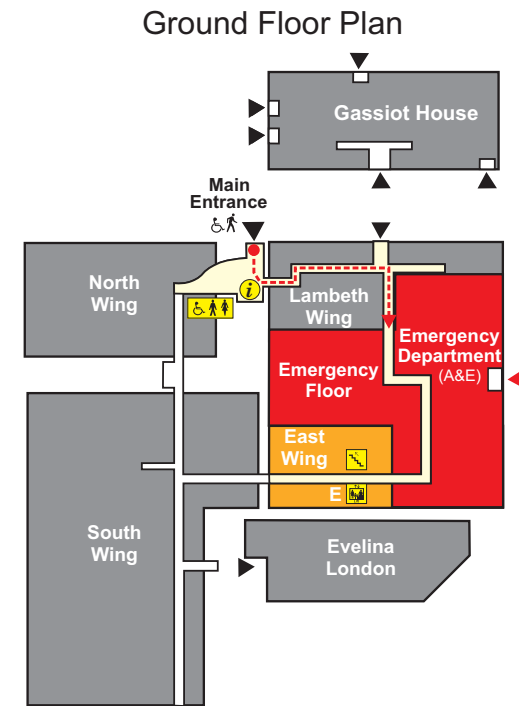 Ground Floor Plan
Gassiot House
Main
Entrance
North
Wing
i
Lambeth
Wing
Emergency
Department
(A&E)
Emergency
Floor
East
Wing
E
South
Wing
Evelina
London